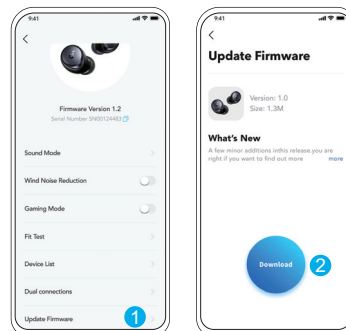 9:41
Firmware Version 1.2
Serial Number SN00124483
Sound Mode
Wind Noise Reduction
Gaming Mode
Fit Test
Device List
Dual connections
Update Firmware
1
9:41
Update Firmware
Version: 1.0
Size: 1.3M
What's New
A few minor additions inthis release.you are
right if you want to find out more more
Download
2